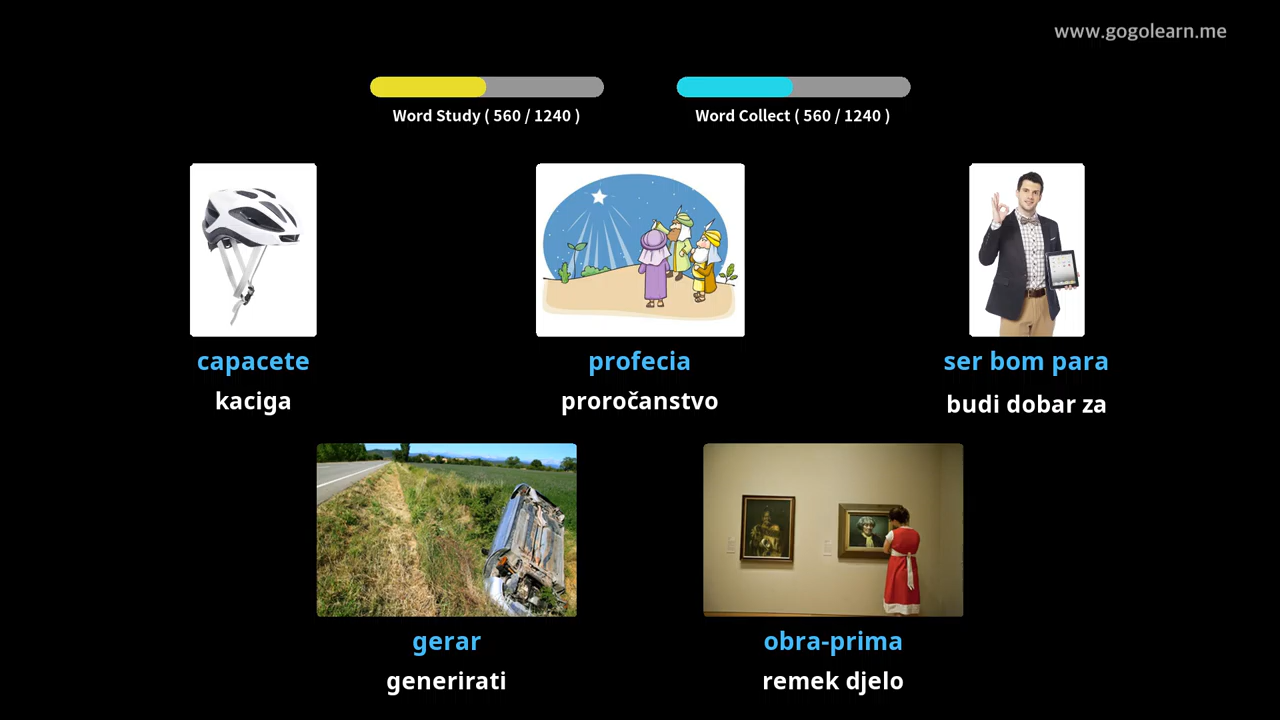 www.gogolearn.me
Word Study ( 560 / 1240 )
Word Collect ( 560 / 1240 )
capacete
profecia
ser bom para
kaciga
proročanstvo
budi dobar za
gerar
obra-prima
generirati
remek djelo